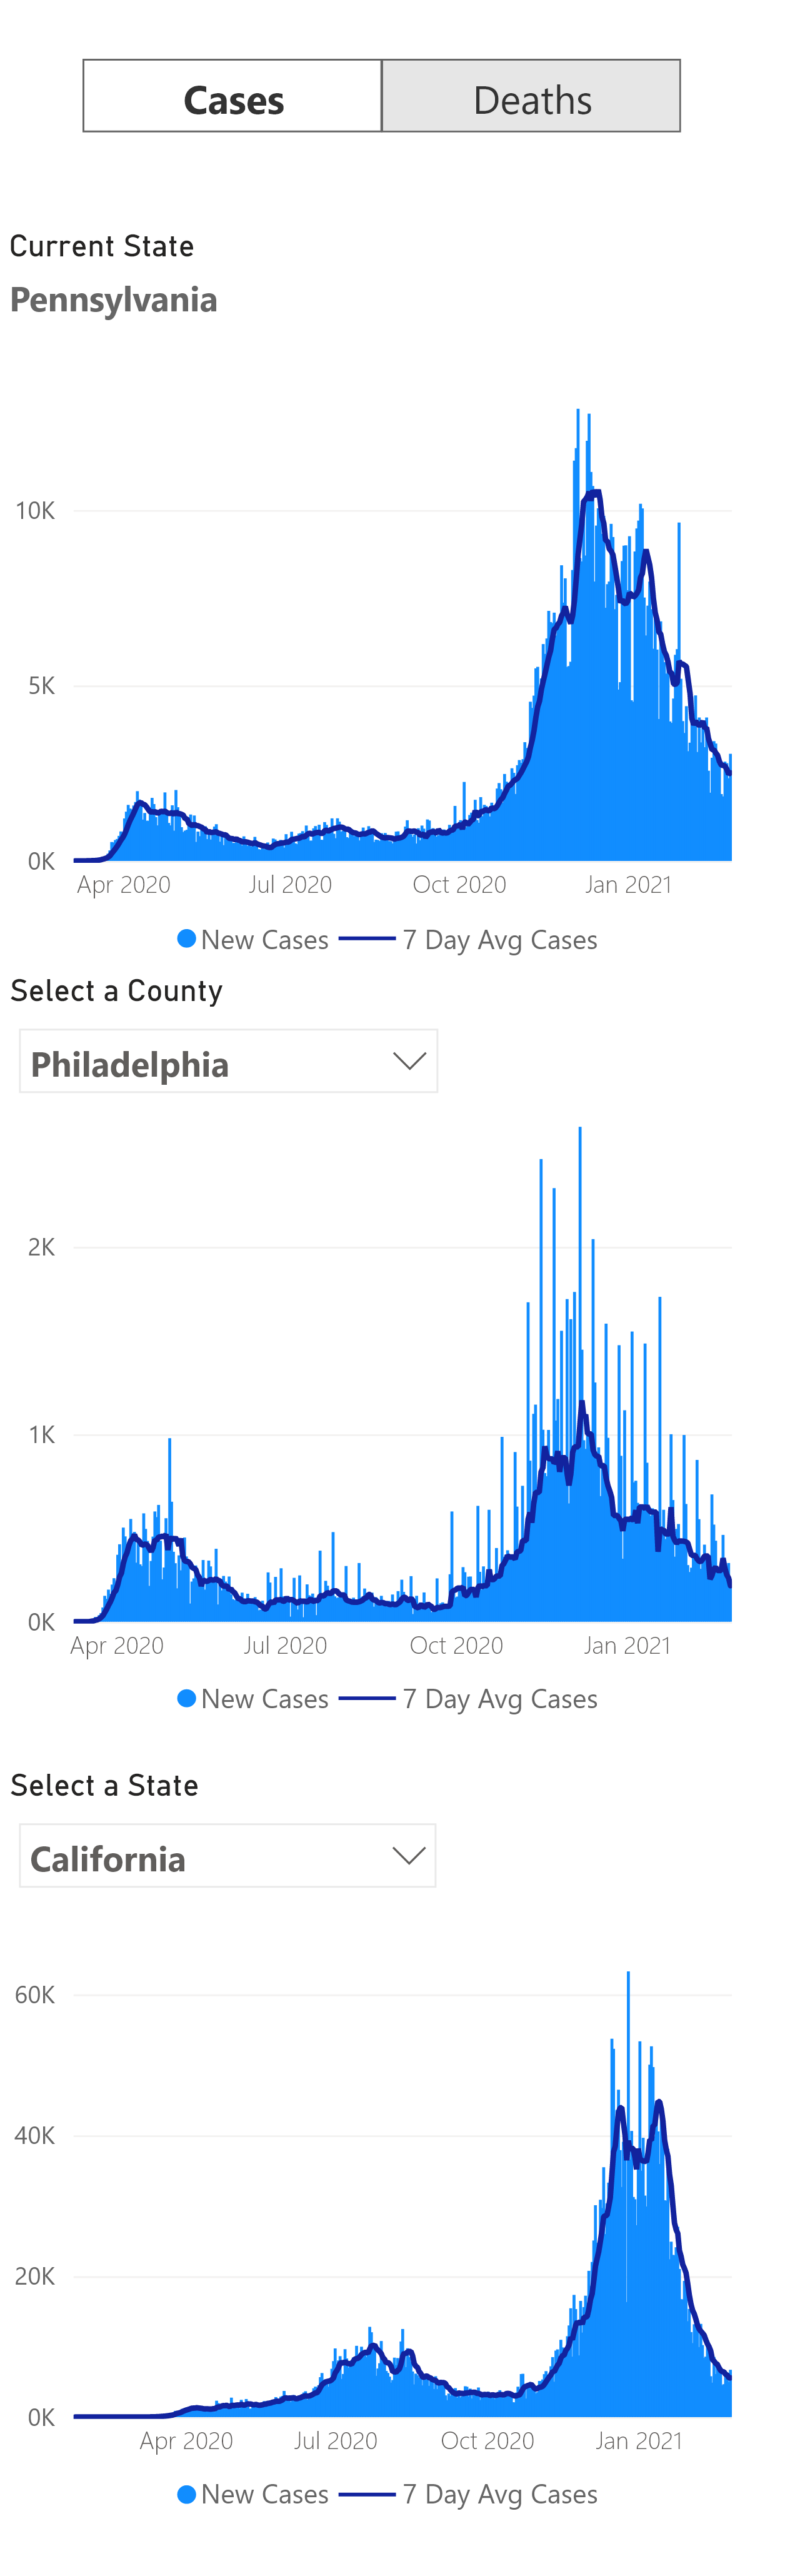 Cases Deaths
Current State
Pennsylvania
10K
5K
0K
Apr 2020 Jul 2020 Oct 2020 Jan 2021
New Cases 7 Day Avg Cases
Select a County
Philadelphia
2K
1K
0K
Apr 2020 Jul 2020 Oct 2020 Jan 2021
New Cases 7 Day Avg Cases
Select a State
California
60K
40K
20K
0K
Apr 2020 Jul 2020 Oct 2020 Jan 2021
New Cases 7 Day Avg Cases